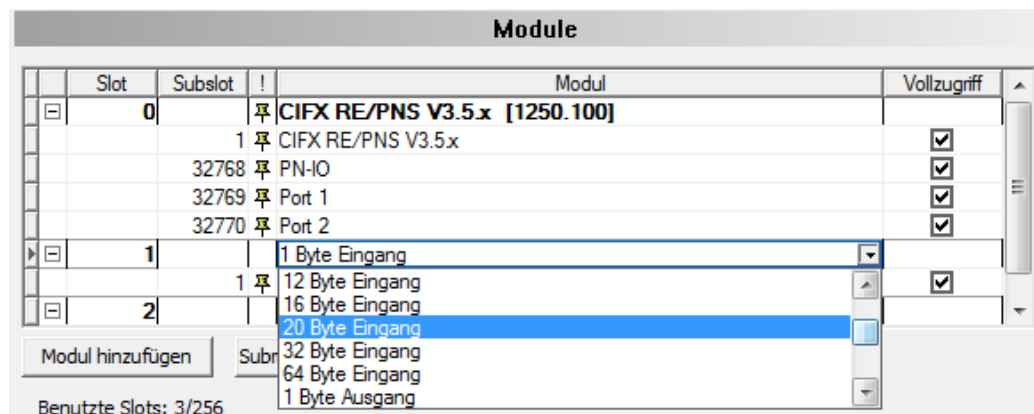 Module
Slot Subslot ! Modul Vollzugriff
0 CIFX RE/PNS V3.5.x [1250.100]
1 CIFX RE/PNS V3.5.x
32768 PN-IO
32769 Port 1
32770 Port 2
1 1 Byte Eingang
1 12 Byte Eingang
16 Byte Eingang
2 20 Byte Eingang
Modul hinzufügen Subm 32 Byte Eingang
64 Byte Eingang
Benutzte Slots: 3/256 1 Byte Ausgang